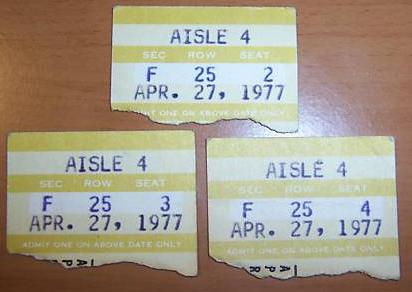 AISLE 4
SEC ROW SEAT
F 25 2
APR. 27, 1977
ADMIT ONE ON ABOVE DATE ONLY
AISLE 4
SEC ROW SEAT
F 25 3
APR. 27, 1977
ADMIT ONE ON ABOVE DATE ONLY
AISLE 4
SEC ROW SEAT
F 25 4
APR. 27, 1977
ADMIT ONE ON ABOVE DATE ONLY